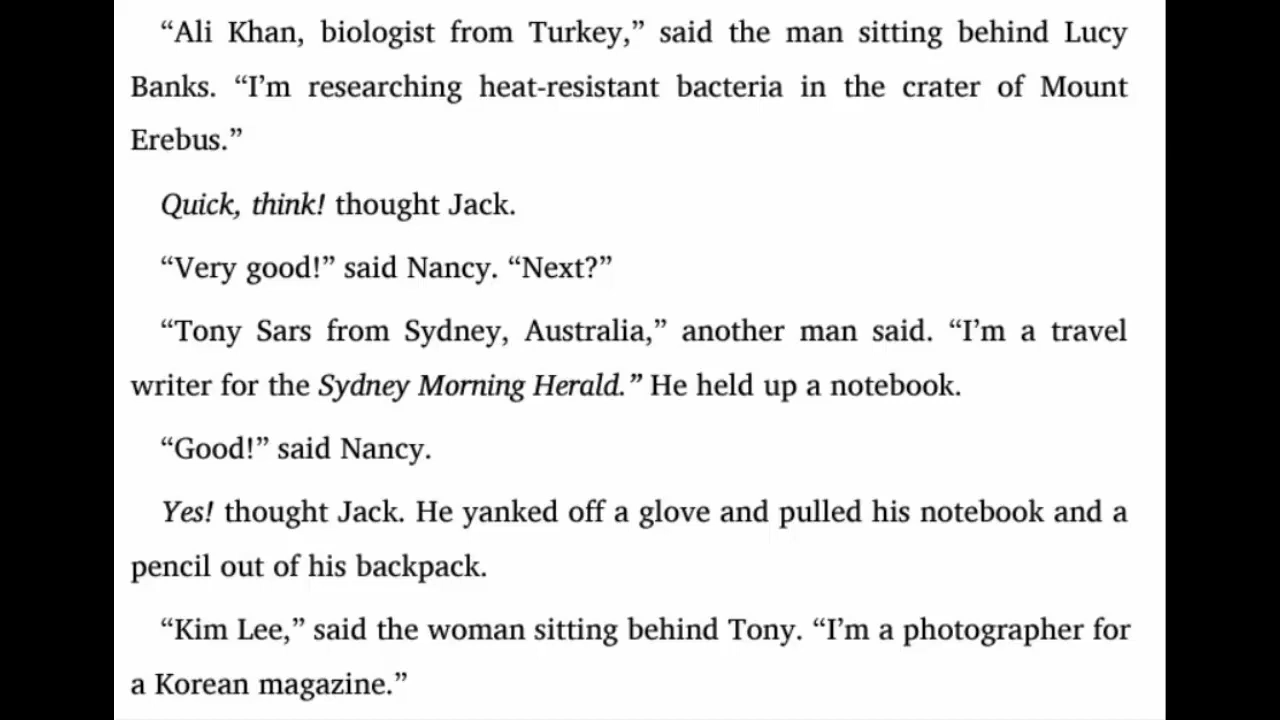 “Ali Khan, biologist from Turkey,” said the man sitting behind Lucy
Banks. “I’m researching heat-resistant bacteria in the crater of Mount
Erebus.”
Quick, think! thought Jack.
“Very good!” said Nancy. “Next?”
“Tony Sars from Sydney, Australia,” another man said. “I’m a travel
writer for the Sydney Morning Herald.” He held up a notebook.
“Good!” said Nancy.
Yes! thought Jack. He yanked off a glove and pulled his notebook and a
pencil out of his backpack.
“Kim Lee,” said the woman sitting behind Tony. “I’m a photographer for
a Korean magazine.”